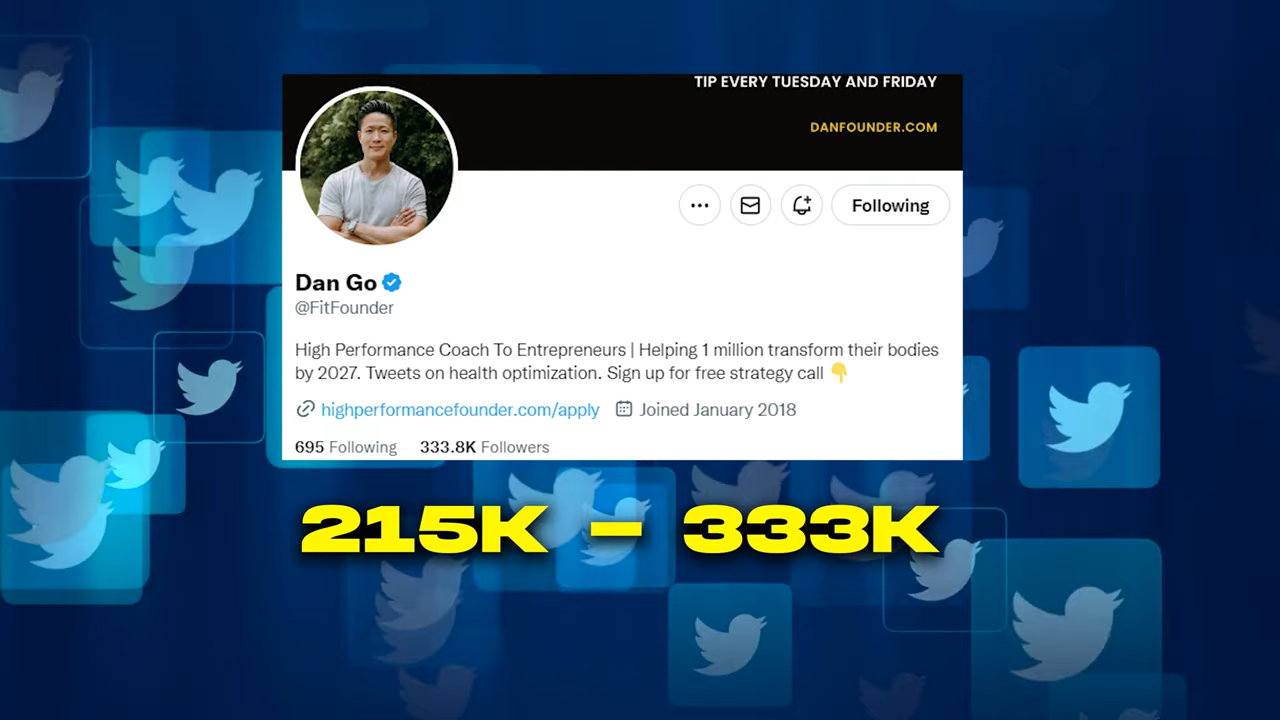 TIP EVERY TUESDAY AND FRIDAY
DANFOUNDER.COM
Following
Dan Go
@FitFounder
High Performance Coach To Entrepreneurs | Helping 1 million transform their bodies
by 2027. Tweets on health optimization. Sign up for free strategy call 👇
highperformancefounder.com/apply Joined January 2018
695 Following 333.8K Followers
215K - 333K